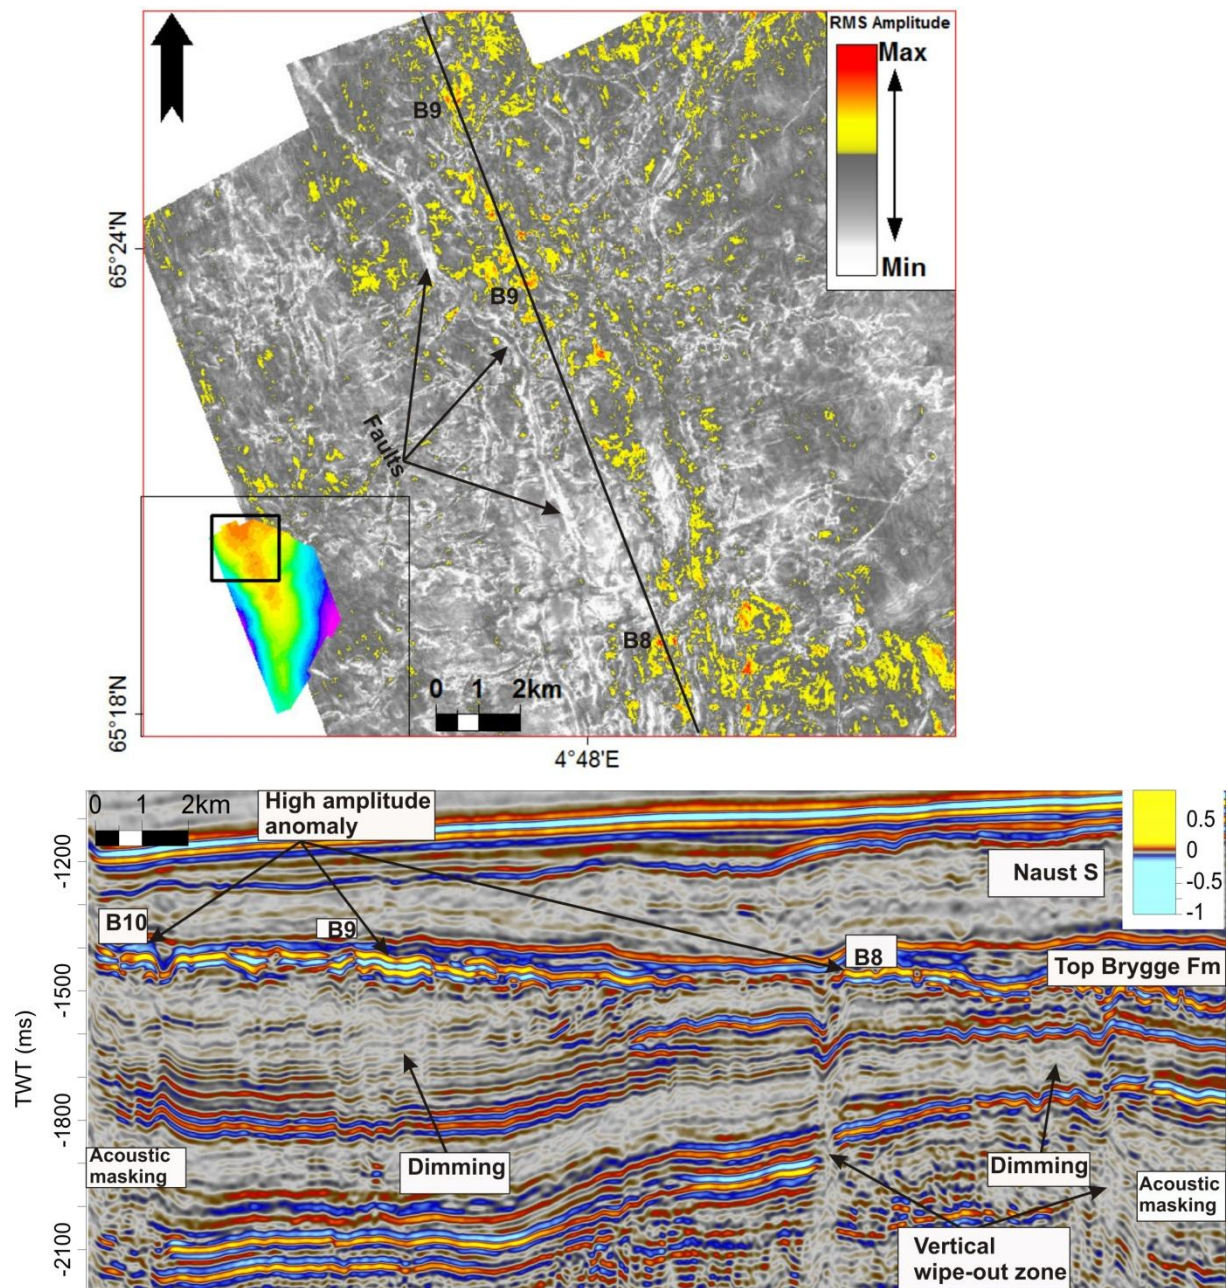 RMS Amplitude
Max
Min
B9
65°24'N
B9
Faults
B8
0 1 2km
65°18'N
4°48'E
0 1 2km
High amplitude
anomaly
0.5
0
-0.5
-1
-1200
Naust S
B10
B9
B8
Top Brygge Fm
-1500
TWT (ms)
-1800
Acoustic
masking
Dimming
Dimming
Acoustic
masking
Vertical
wipe-out zone
-2100